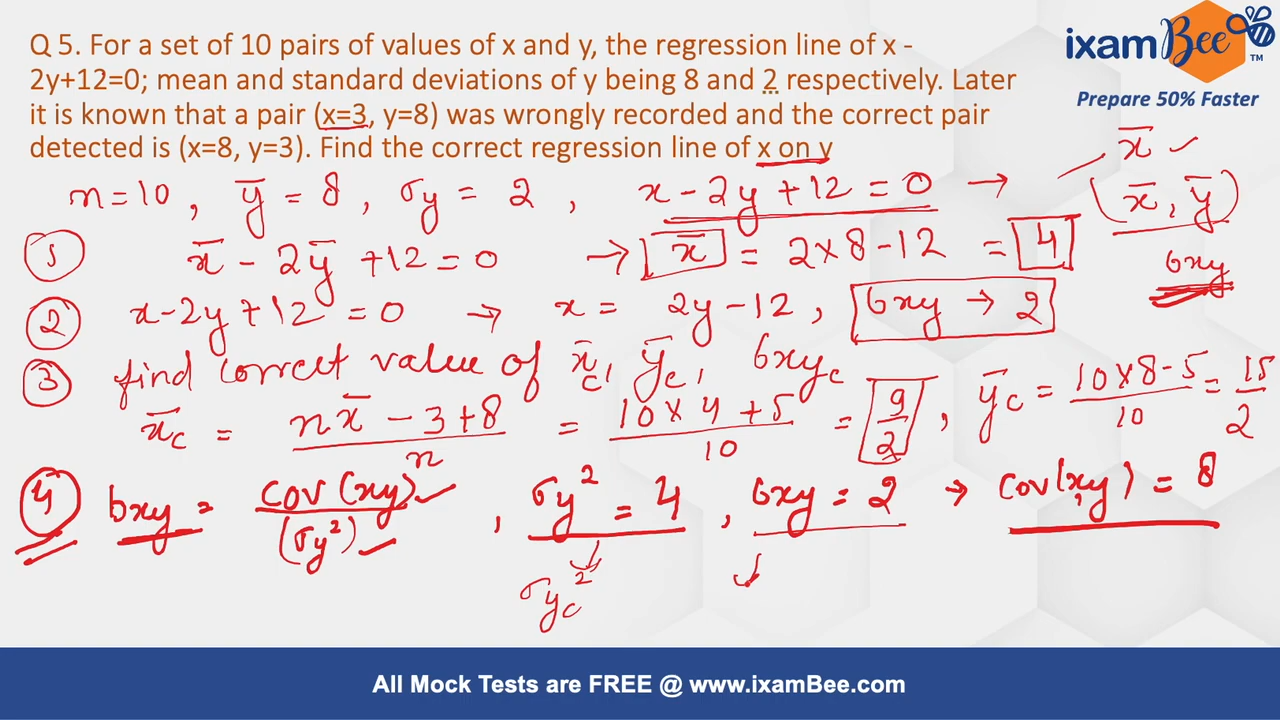 Q 5. For a set of 10 pairs of values of x and y, the regression line of x -
2y+12=0; mean and standard deviations of y being 8 and 2 respectively. Later
it is known that a pair (x=3, y=8) was wrongly recorded and the correct pair
detected is (x=8, y=3). Find the correct regression line of x on y
ixamBee TM
Prepare 50% Faster
x̄ ✓
n=10, ȳ = 8, σy = 2, x-2y+12=0 → (x̄, ȳ)
bxy
① x̄ - 2ȳ +12=0 → x̄ = 2×8-12 = 4
② x-2y+12=0 → x= 2y-12, bxy → 2
③ find correct value of x̄c, ȳc, bxyc
x̄c = (nx̄ -3+8)/n = (10×4+5)/10 = 9/2, ȳc = (10×8-5)/10 = 15/2
④ bxy = cov(xy)/(σy²), σy² = 4, bxy = 2 → cov(x,y) = 8
σyc²
All Mock Tests are FREE @ www.ixamBee.com